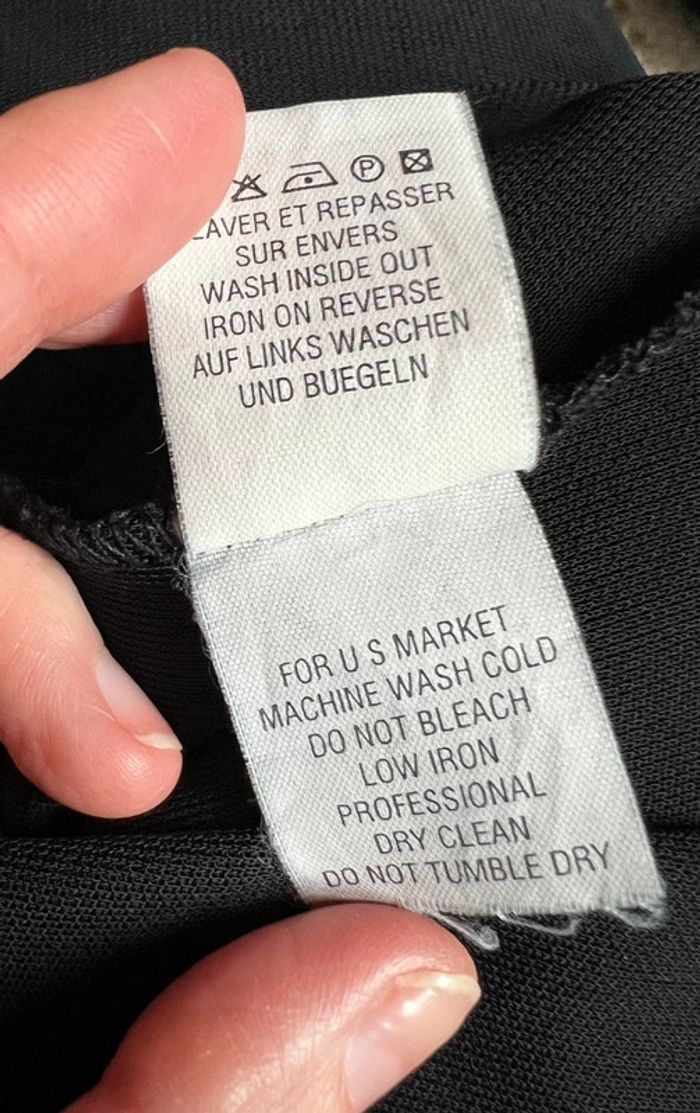 P
LAVER ET REPASSER
SUR ENVERS
WASH INSIDE OUT
IRON ON REVERSE
AUF LINKS WASCHEN
UND BUEGELN
FOR U S MARKET
MACHINE WASH COLD
DO NOT BLEACH
LOW IRON
PROFESSIONAL
DRY CLEAN
DO NOT TUMBLE DRY